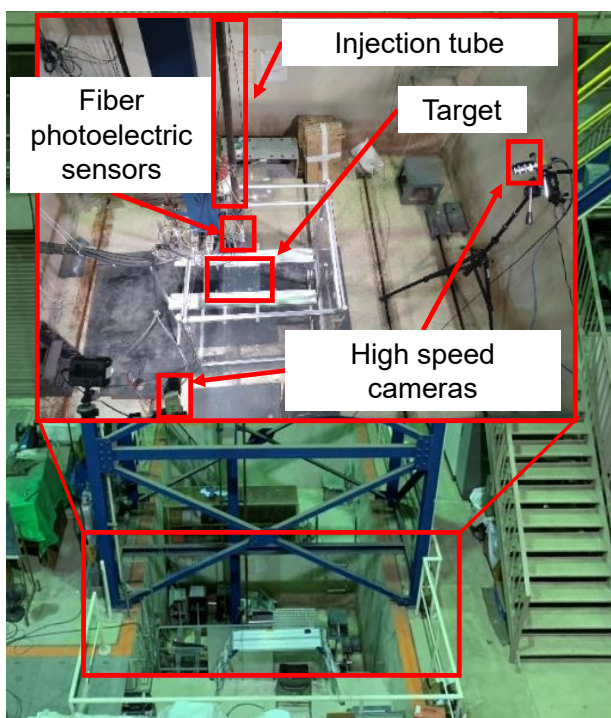 Injection tube
Fiber
photoelectric
sensors
Target
High speed
cameras